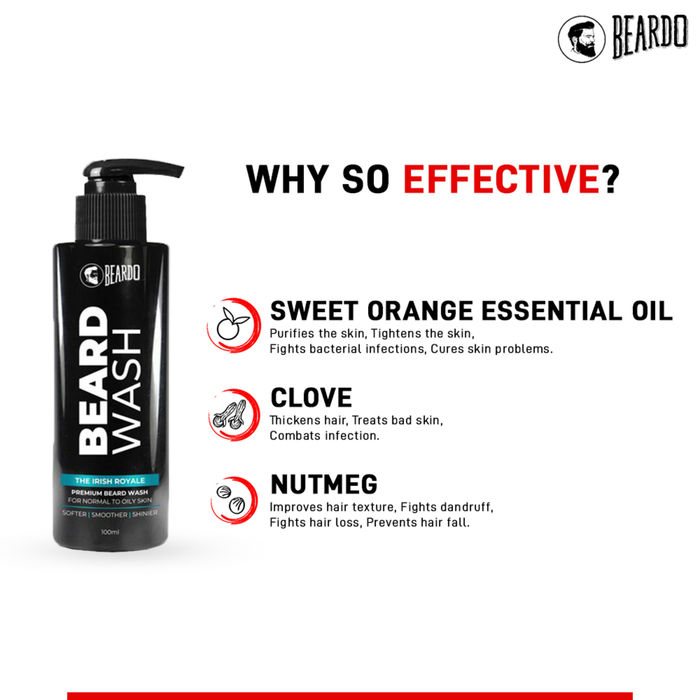 BEARDO
WHY SO EFFECTIVE?
BEARDO
BEARD
WASH
THE IRISH ROYALE
PREMIUM BEARD WASH
FOR NORMAL TO OILY SKIN
SOFTER | SMOOTHER | SHINIER
100ml
SWEET ORANGE ESSENTIAL OIL
Purifies the skin, Tightens the skin,
Fights bacterial infections, Cures skin problems.
CLOVE
Thickens hair, Treats bad skin,
Combats infection.
NUTMEG
Improves hair texture, Fights dandruff,
Fights hair loss, Prevents hair fall.